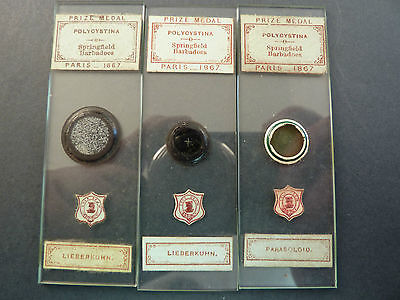 PRIZE MEDAL
POLYCYSTINA
Springfield
Barbadoes
PARIS 1867
LIEBERKUHN.
PRIZE MEDAL
POLYCYSTINA
Springfield
Barbadoes
PARIS 1867.
LIEBERKUHN.
PRIZE MEDAL
POLYCYSTINA
Springfield
Barbadoes
PARIS 1867.
PARABOLOID.